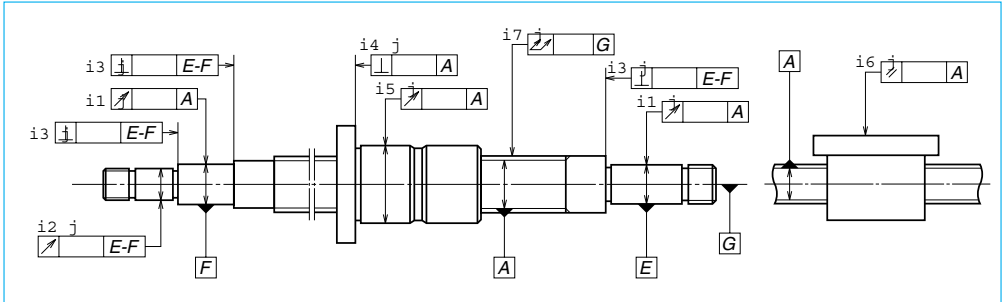 i3 j E-F
i4 j A
i7 j G
i3 j E-F
i6 j A
A
i1 j A
i5 j A
i1 j A
i3 j E-F
i2 j E-F
F
A
E
G